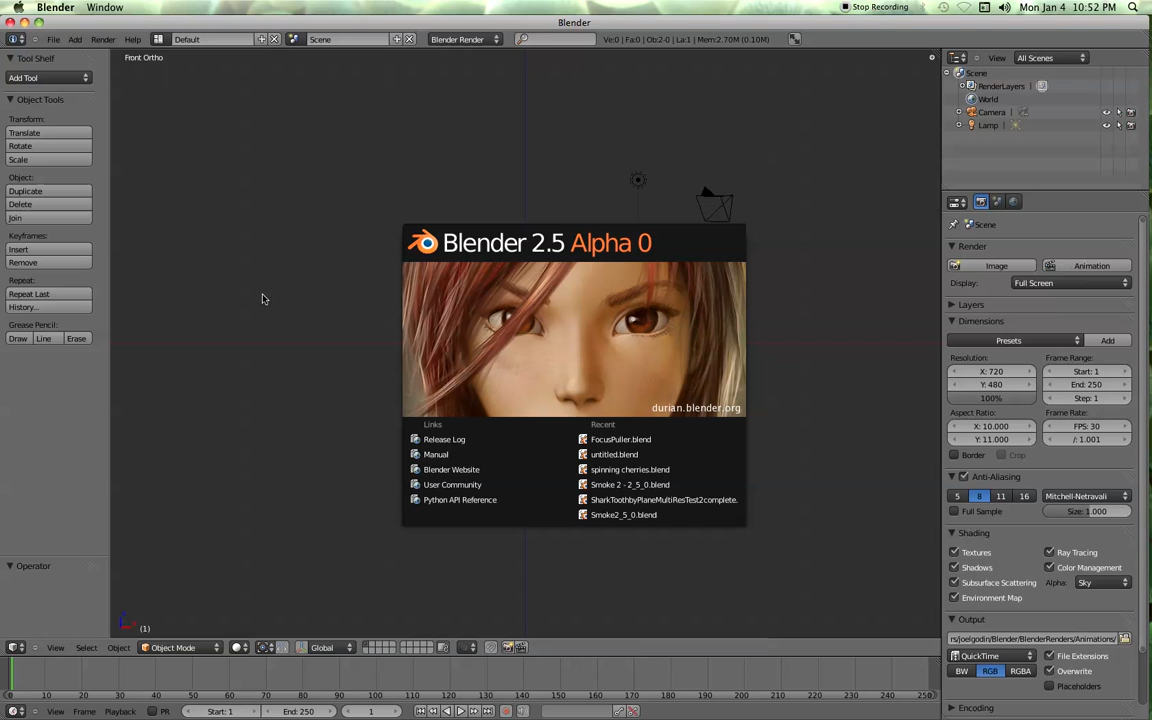 Blender Window Stop Recording Mon Jan 4 10:52 PM
Blender
File Add Render Help Default Scene Blender Render Ve:0 | Fa:0 | Ob:2-0 | La:1 | Mem:2.70M (0.10M)
Tool Shelf
Add Tool
Object Tools
Transform:
Translate
Rotate
Scale
Object:
Duplicate
Delete
Join
Keyframes:
Insert
Remove
Repeat:
Repeat Last
History...
Grease Pencil:
Draw Line Erase
Operator
Front Ortho
Blender 2.5 Alpha 0
durian.blender.org
Links
Release Log
Manual
Blender Website
User Community
Python API Reference
Recent
FocusPuller.blend
untitled.blend
spinning cherries.blend
Smoke 2 - 2_5_0.blend
SharkToothbyPlaneMultiResTest2complete.
Smoke2_5_0.blend
(1)
View Select Object Object Mode Global
0 10 20 30 40 50 60 70 80 90 100 110 120 130 140 150 160 170 180 190 200 210 220 230 240 250
View Frame Playback PR Start: 1 End: 250 1
View All Scenes
Scene
RenderLayers
World
Camera
Lamp
Scene
Render
Image Animation
Display: Full Screen
Layers
Dimensions
Presets Add
Resolution: Frame Range:
X: 720 Start: 1
Y: 480 End: 250
100% Step: 1
Aspect Ratio: Frame Rate:
X: 10.000 FPS: 30
Y: 11.000 /: 1.001
Border Crop
Anti-Aliasing
5 8 11 16 Mitchell-Netravali
Full Sample Size: 1.000
Shading
Textures Ray Tracing
Shadows Color Management
Subsurface Scattering Alpha: Sky
Environment Map
Output
rs/joelgodin/Blender/BlenderRenders/Animations/
QuickTime File Extensions
BW RGB RGBA Overwrite
Placeholders
Encoding